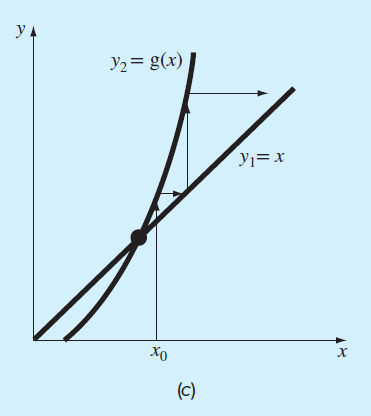 y
y₂ = g(x)
y₁ = x
x₀
x
(c)